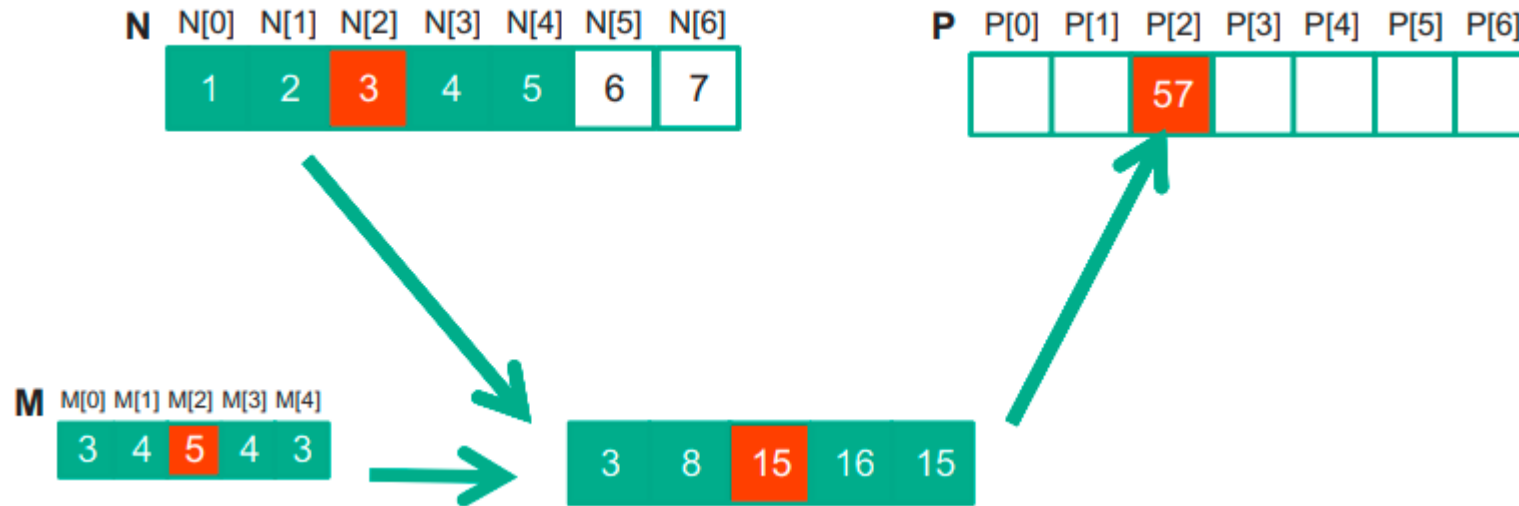 N N[0] N[1] N[2] N[3] N[4] N[5] N[6]
1 2 3 4 5 6 7
P P[0] P[1] P[2] P[3] P[4] P[5] P[6]
57
M M[0] M[1] M[2] M[3] M[4]
3 4 5 4 3
3 8 15 16 15